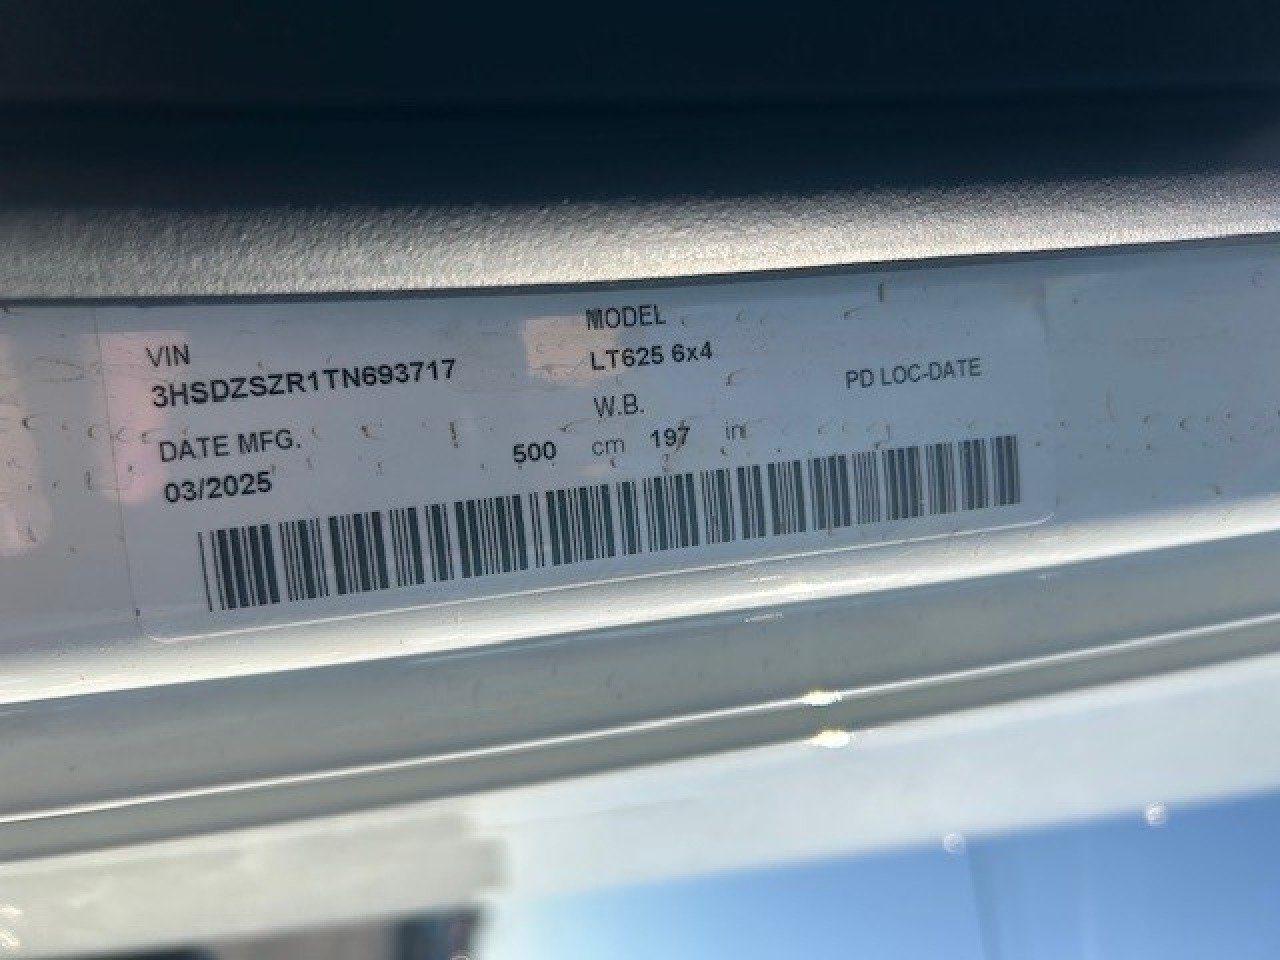 VIN
3HSDZSZR1TN693717
MODEL
LT625 6x4
DATE MFG.
03/2025
W.B.
500 cm 197 in
PD LOC-DATE